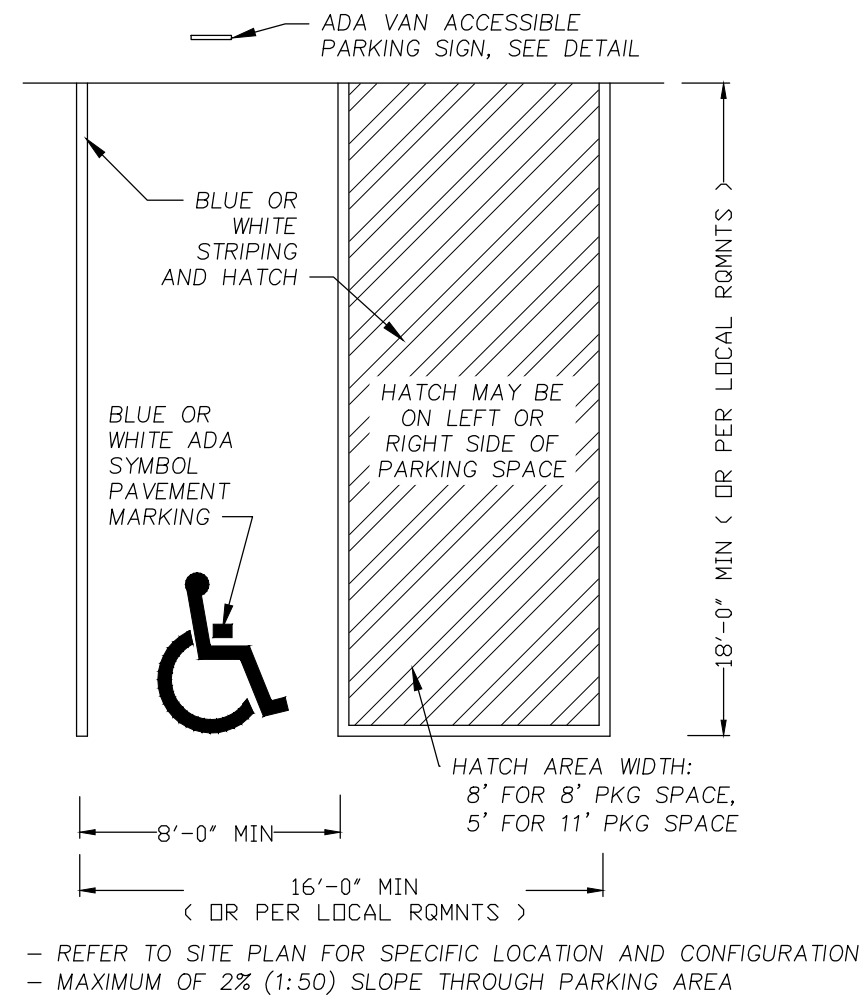 ADA VAN ACCESSIBLE
PARKING SIGN, SEE DETAIL
BLUE OR
WHITE
STRIPING
AND HATCH
HATCH MAY BE
ON LEFT OR
RIGHT SIDE OF
PARKING SPACE
BLUE OR
WHITE ADA
SYMBOL
PAVEMENT
MARKING
18'-0" MIN ( OR PER LOCAL RQMNTS )
HATCH AREA WIDTH:
8' FOR 8' PKG SPACE,
5' FOR 11' PKG SPACE
8'-0" MIN
16'-0" MIN
( OR PER LOCAL RQMNTS )
– REFER TO SITE PLAN FOR SPECIFIC LOCATION AND CONFIGURATION
– MAXIMUM OF 2% (1:50) SLOPE THROUGH PARKING AREA